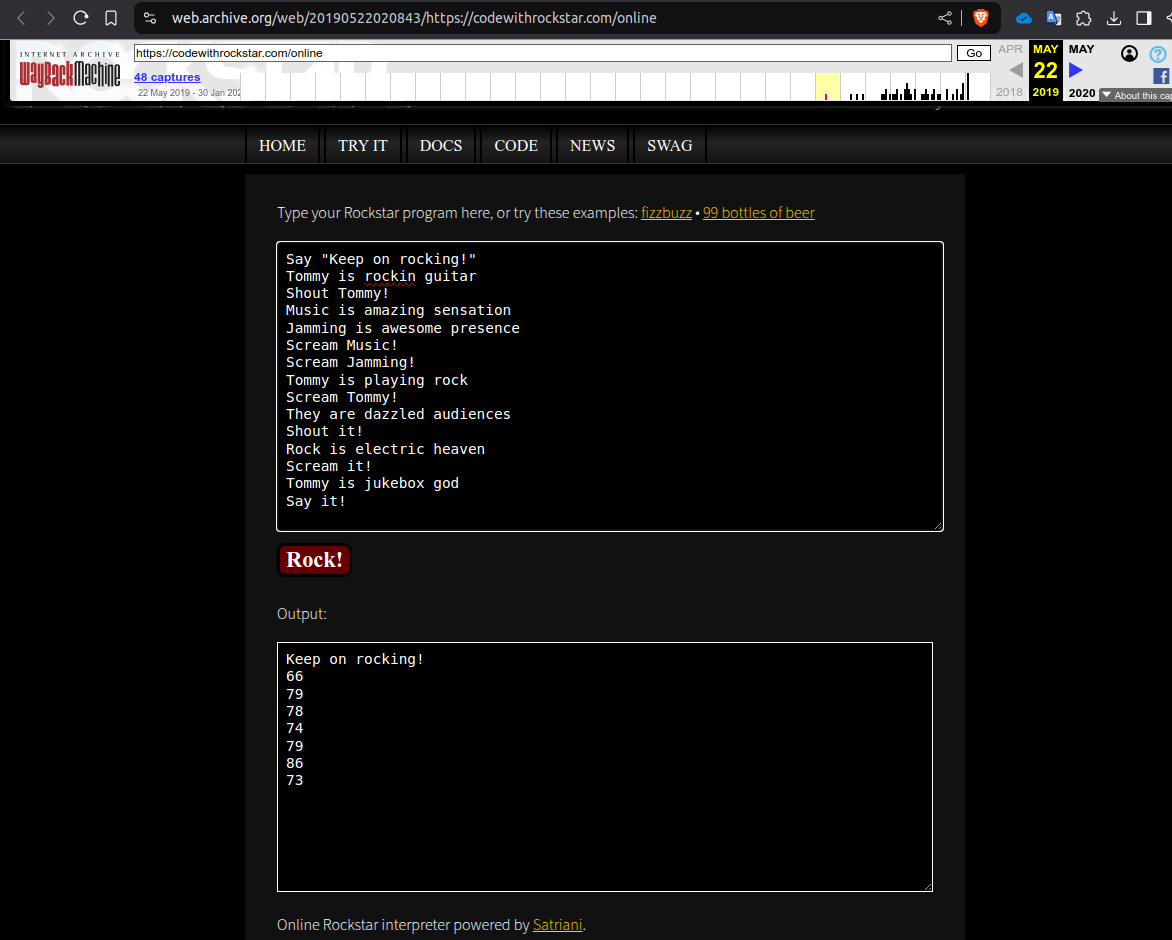 web.archive.org/web/20190522020843/https://codewithrockstar.com/online
INTERNET ARCHIVE
WayBackMachine
https://codewithrockstar.com/online
Go
APR
MAY
MAY
48 captures
22
22 May 2019 - 30 Jan 202
2018
2019
2020
About this cap
HOME
TRY IT
DOCS
CODE
NEWS
SWAG
Type your Rockstar program here, or try these examples: fizzbuzz • 99 bottles of beer
Say "Keep on rocking!"
Tommy is rockin guitar
Shout Tommy!
Music is amazing sensation
Jamming is awesome presence
Scream Music!
Scream Jamming!
Tommy is playing rock
Scream Tommy!
They are dazzled audiences
Shout it!
Rock is electric heaven
Scream it!
Tommy is jukebox god
Say it!
Rock!
Output:
Keep on rocking!
66
79
78
74
79
86
73
Online Rockstar interpreter powered by Satriani.